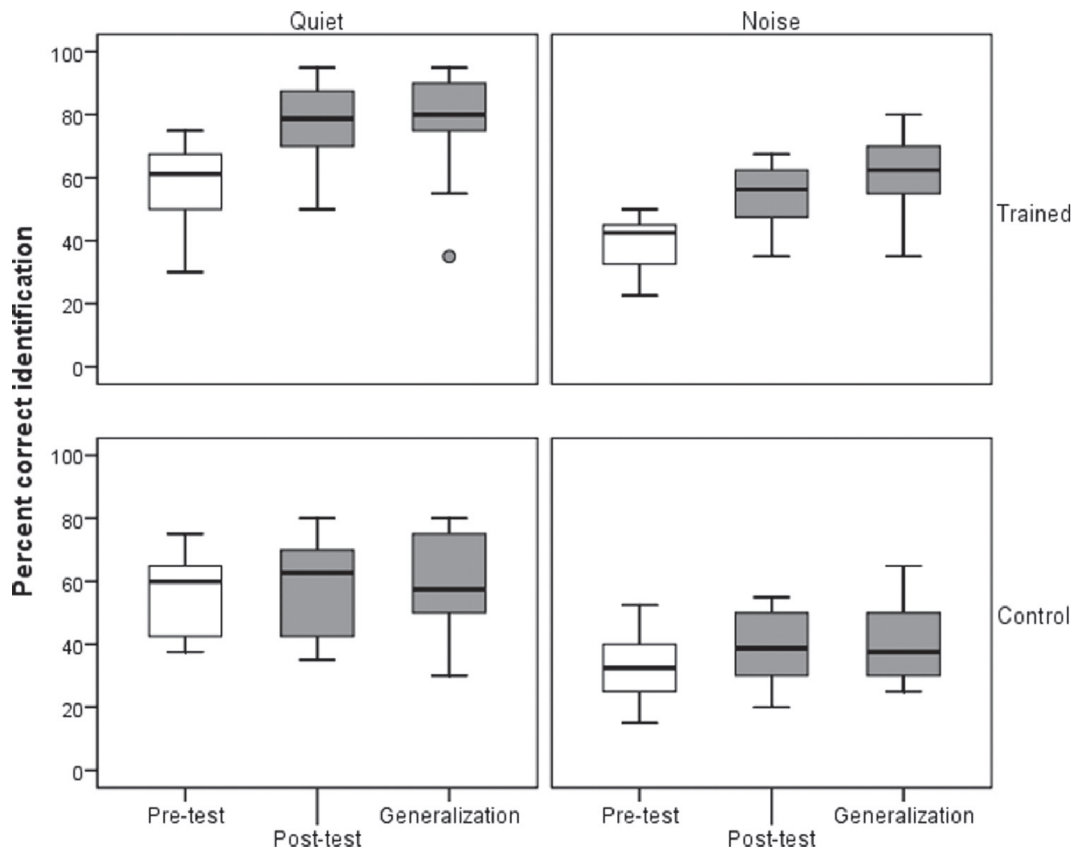 Quiet
Noise
Percent correct identification
100
80
60
40
20
0
Trained
100
80
60
40
20
0
Control
Pre-test
Post-test
Generalization
Pre-test
Post-test
Generalization